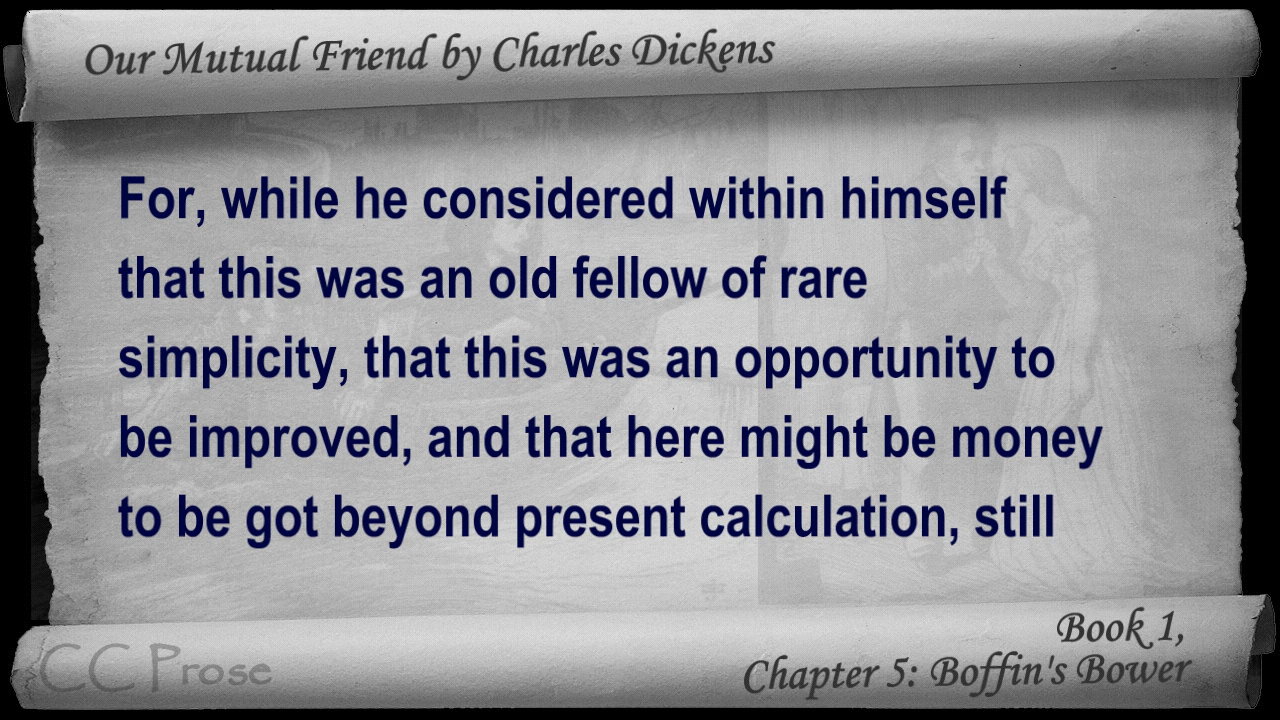 Our Mutual Friend by Charles Dickens
For, while he considered within himself
that this was an old fellow of rare
simplicity, that this was an opportunity to
be improved, and that here might be money
to be got beyond present calculation, still
Book 1,
Chapter 5: Boffin's Bower
CC Prose